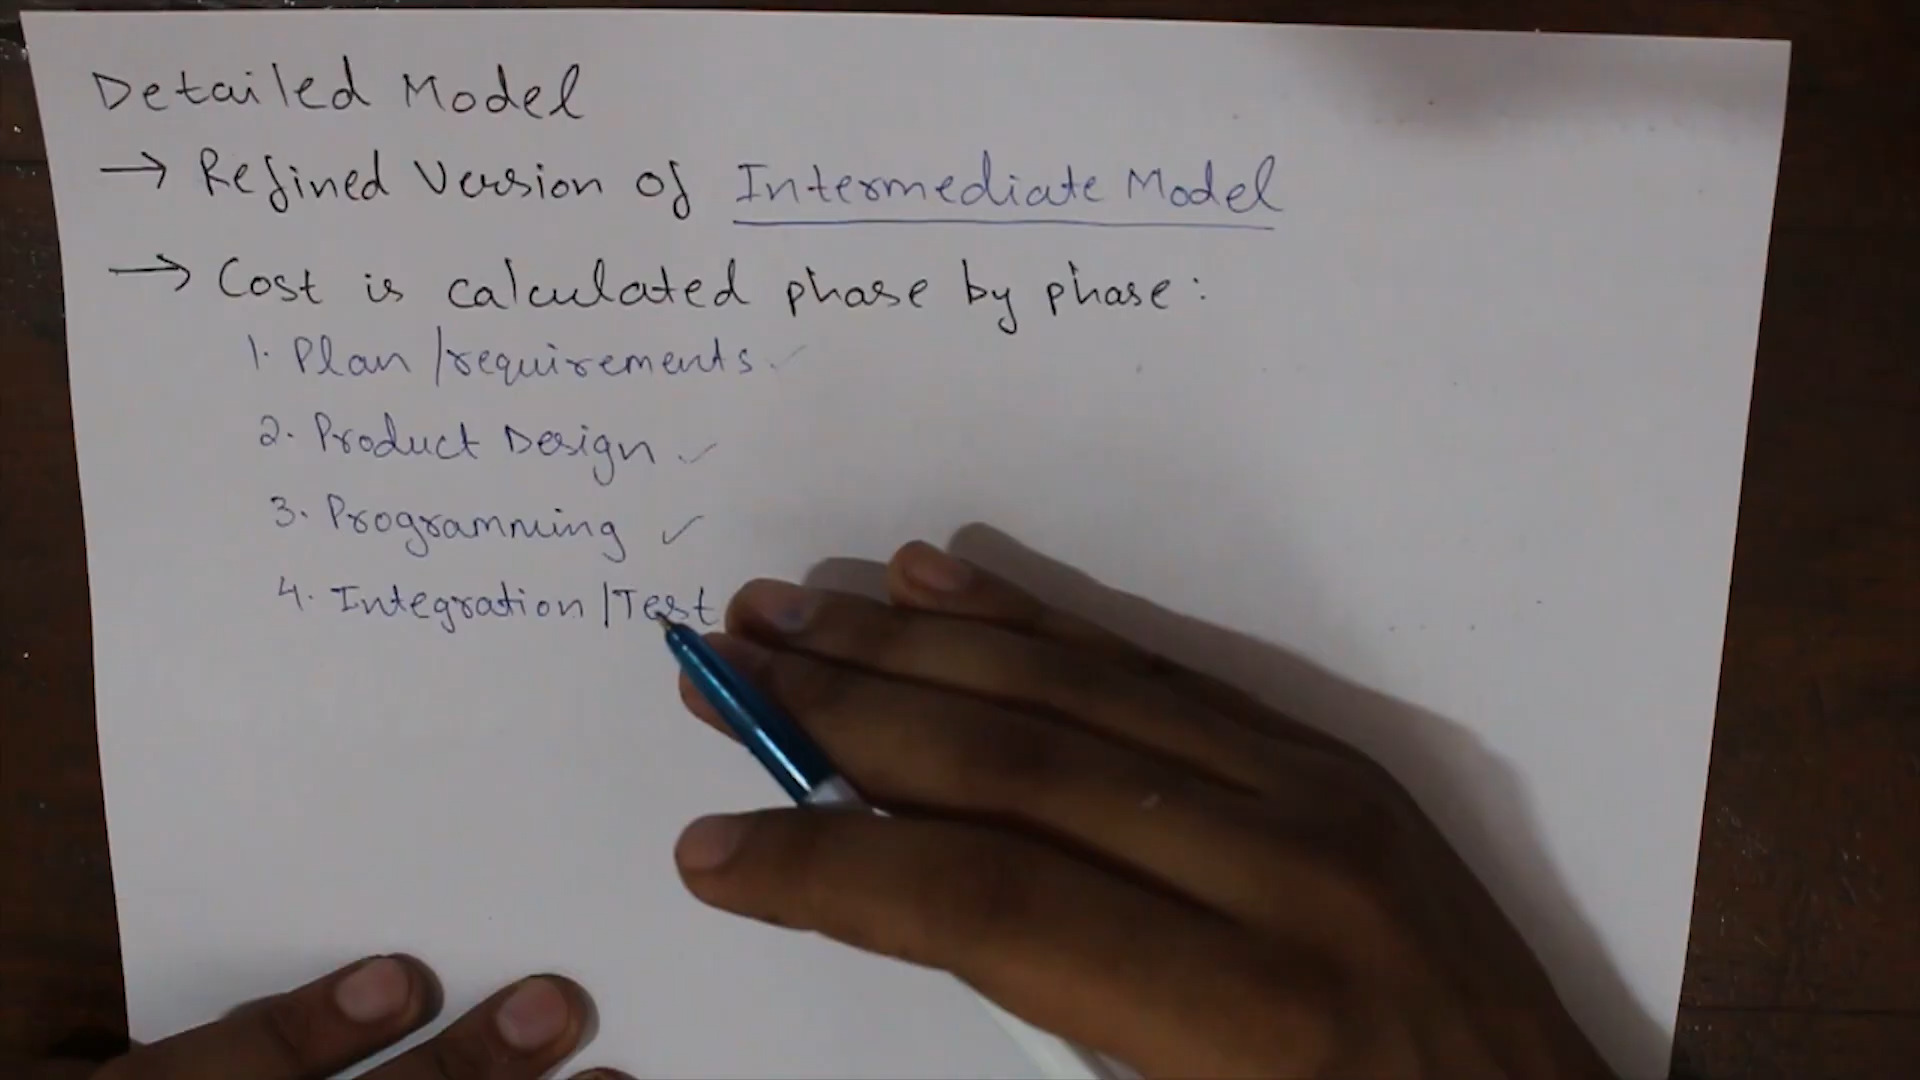 Detailed Model
→ Refined Version of Intermediate Model
→ Cost is calculated phase by phase:
1. Plan/requirements ✓
2. Product Design ✓
3. Programming ✓
4. Integration/Test